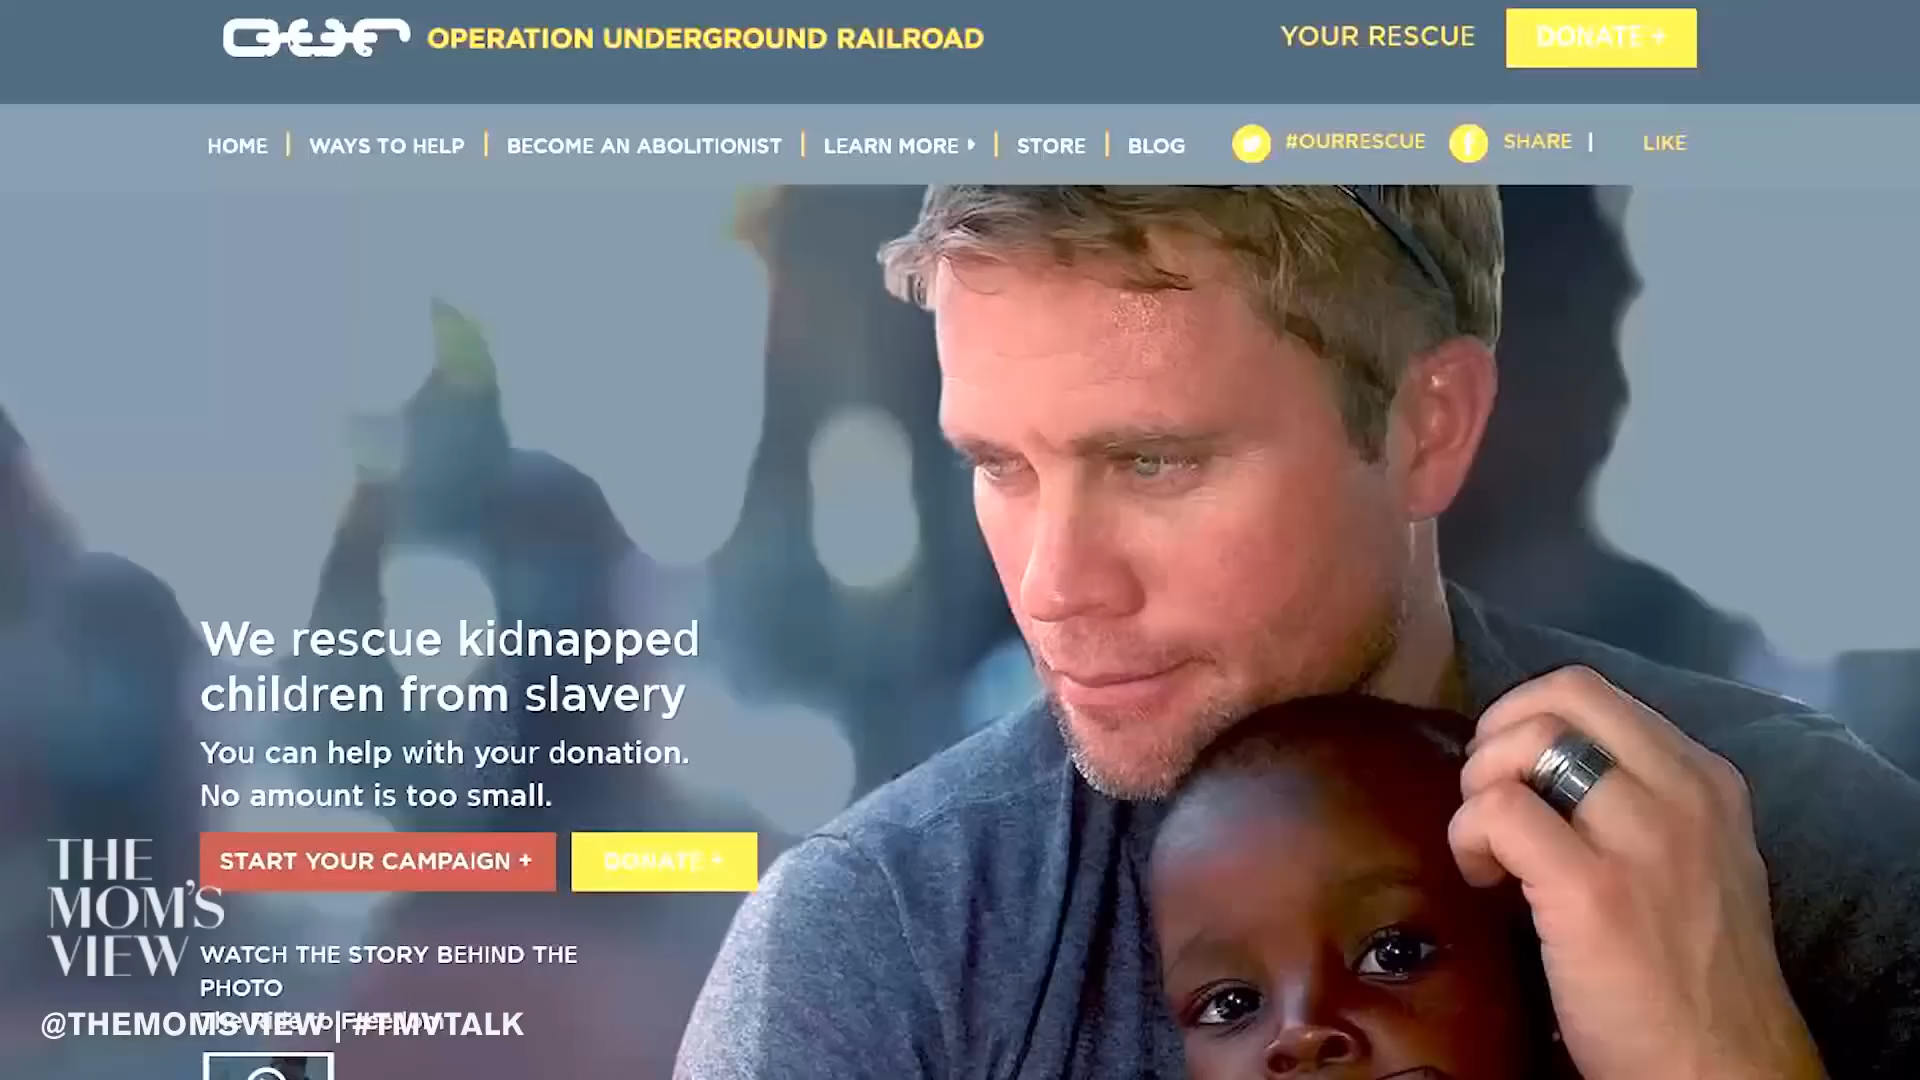 OUR OPERATION UNDERGROUND RAILROAD
YOUR RESCUE
DONATE +
HOME | WAYS TO HELP | BECOME AN ABOLITIONIST | LEARN MORE | STORE | BLOG
#OURRESCUE
SHARE |
LIKE
We rescue kidnapped
children from slavery
You can help with your donation.
No amount is too small.
START YOUR CAMPAIGN +
DONATE +
WATCH THE STORY BEHIND THE
PHOTO
THE
MOM'S
VIEW
@THEMOMSVIEW | #TMVTALK